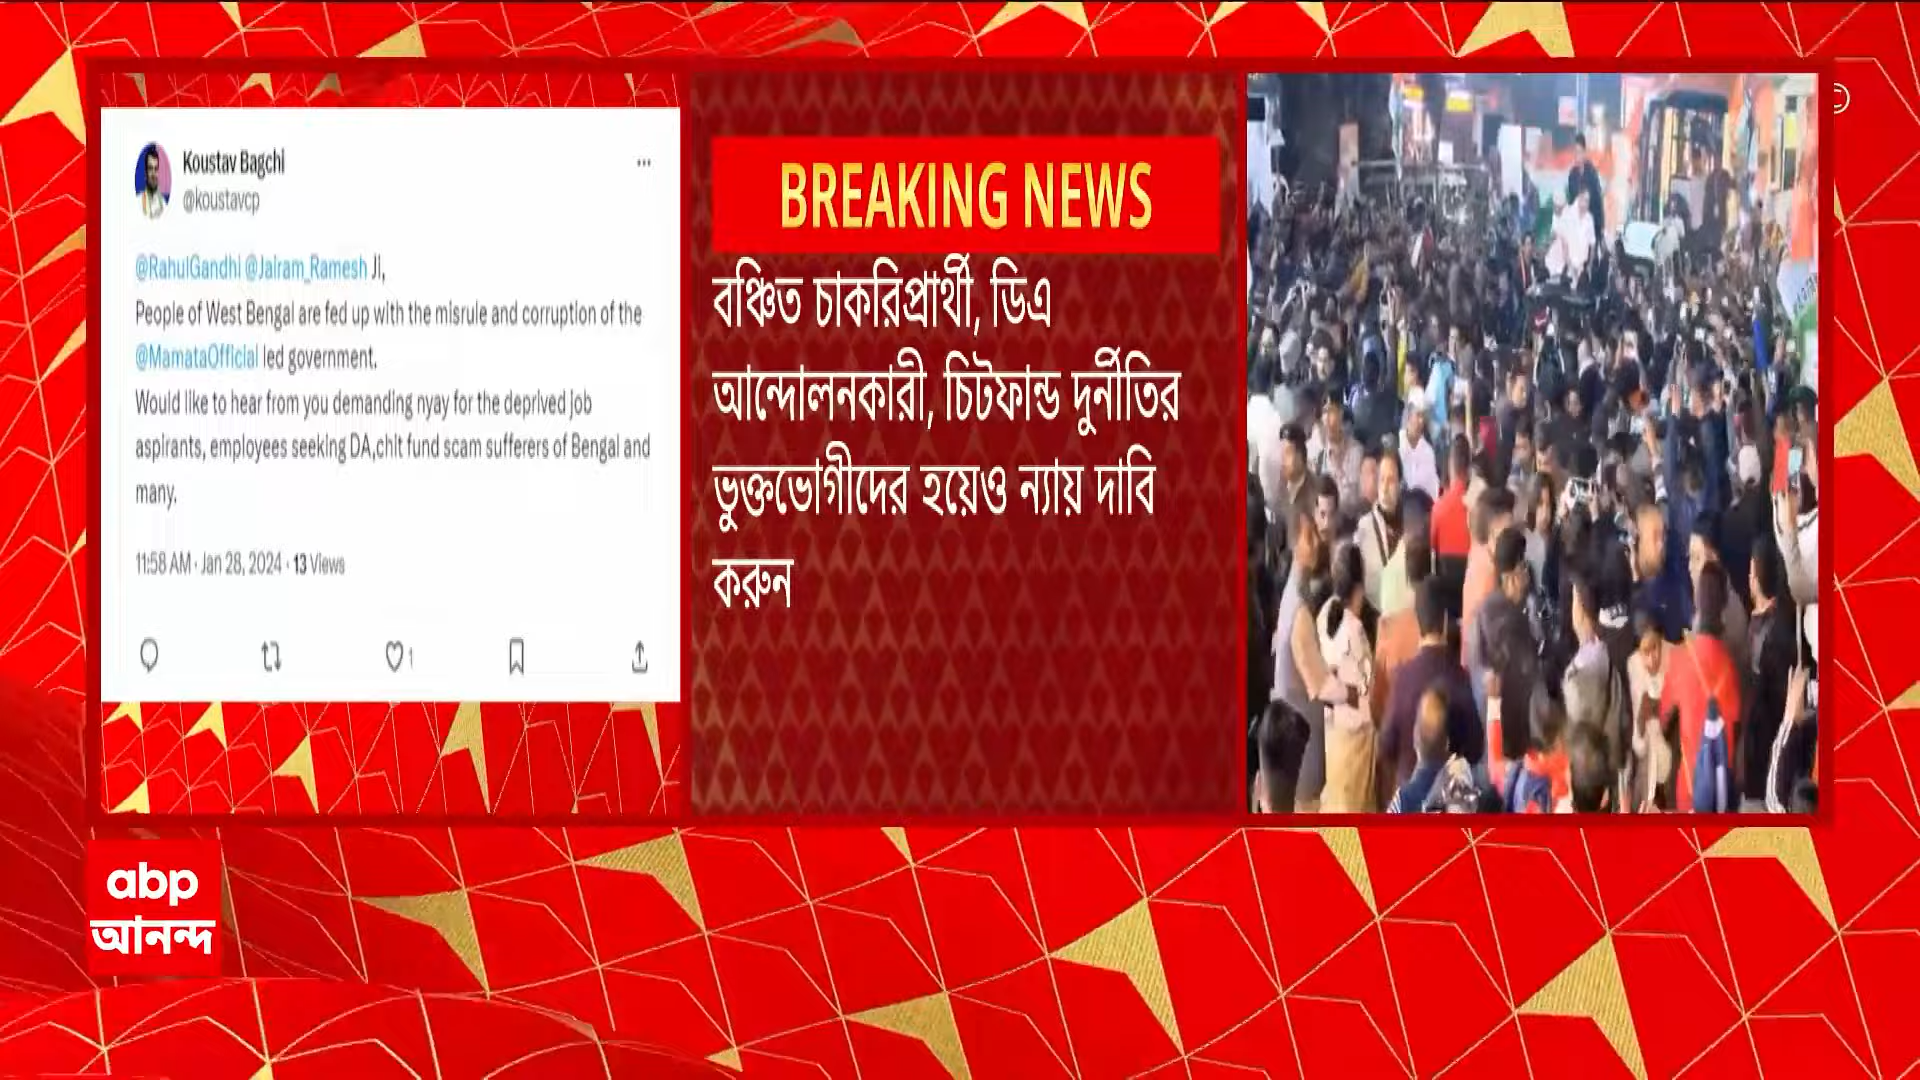 Koustav Bagchi
@koustavcp
@RahulGandhi @Jairam_Ramesh Ji,
People of West Bengal are fed up with the misrule and corruption of the
@MamataOfficial led government.
Would like to hear from you demanding nyay for the deprived job
aspirants, employees seeking DA,chit fund scam sufferers of Bengal and
many.
11:58 AM · Jan 28, 2024 · 13 Views
1
BREAKING NEWS
বঞ্চিত চাকরিপ্রার্থী, ডিএ
আন্দোলনকারী, চিটফান্ড দুর্নীতির
ভুক্তভোগীদের হয়েও ন্যায় দাবি
করুন
©
abp
আনন্দ